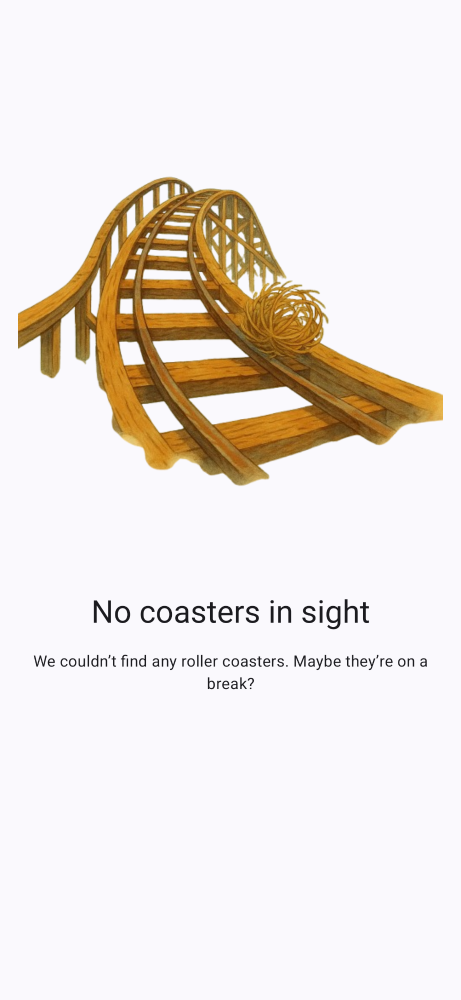 No coasters in sight
We couldn’t find any roller coasters. Maybe they’re on a
break?